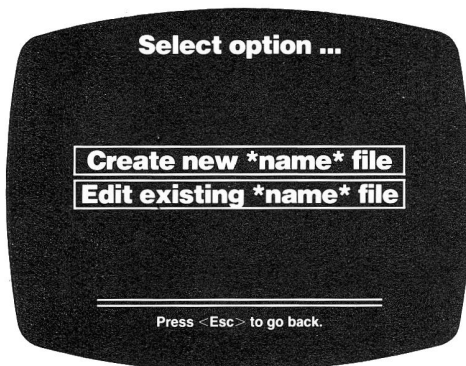 Select option ...
Create new *name* file
Edit existing *name* file
Press <Esc> to go back.